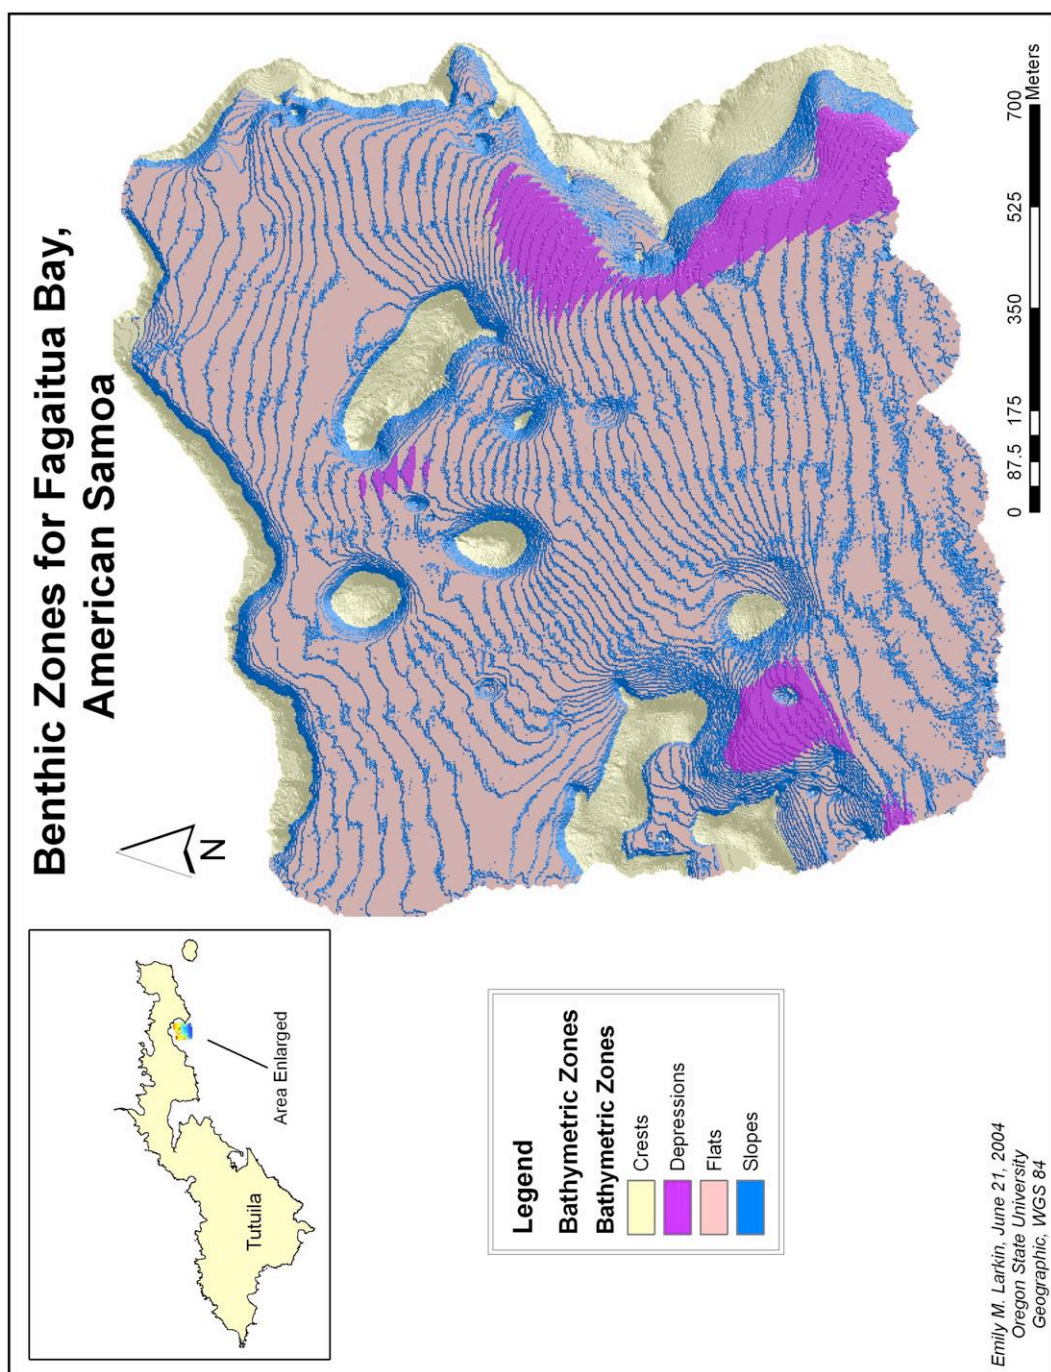 Benthic Zones for Fagaitua Bay,
American Samoa
N
Tutuila
Area Enlarged
Legend
Bathymetric Zones
Bathymetric Zones
Crests
Depressions
Flats
Slopes
0 87.5 175 350 525 700
Meters
Emily M. Larkin, June 21, 2004
Oregon State University
Geographic, WGS 84